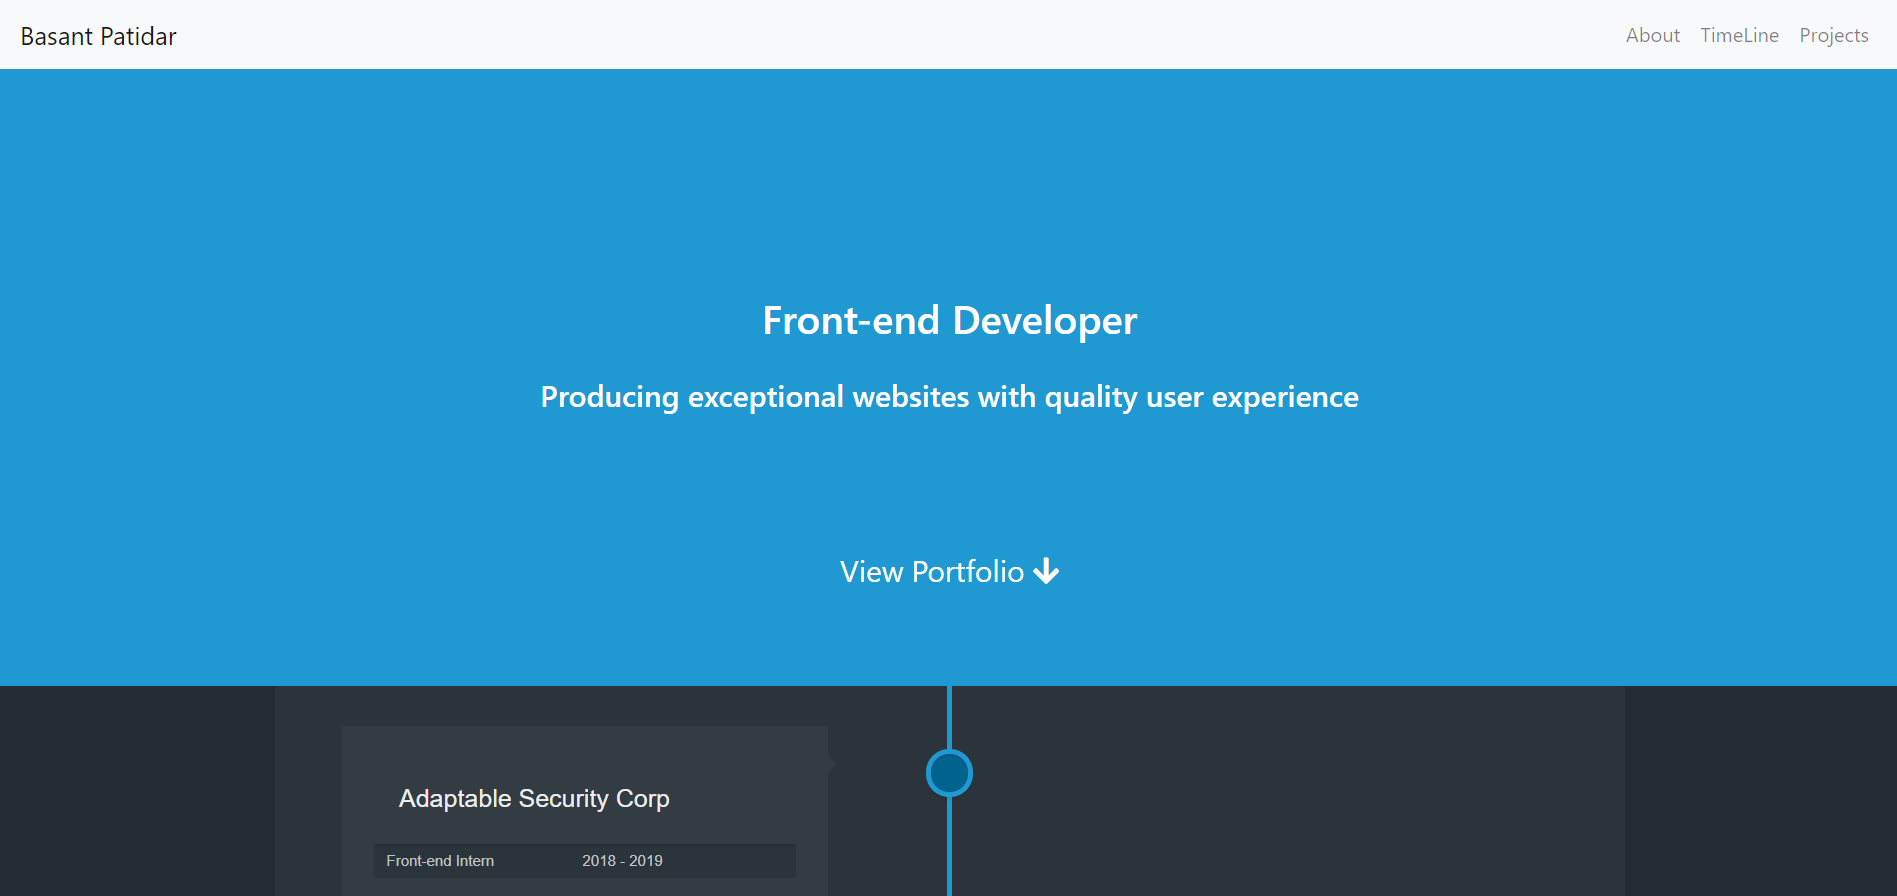 Basant Patidar
About TimeLine Projects
Front-end Developer
Producing exceptional websites with quality user experience
View Portfolio
Adaptable Security Corp
Front-end Intern 2018 - 2019